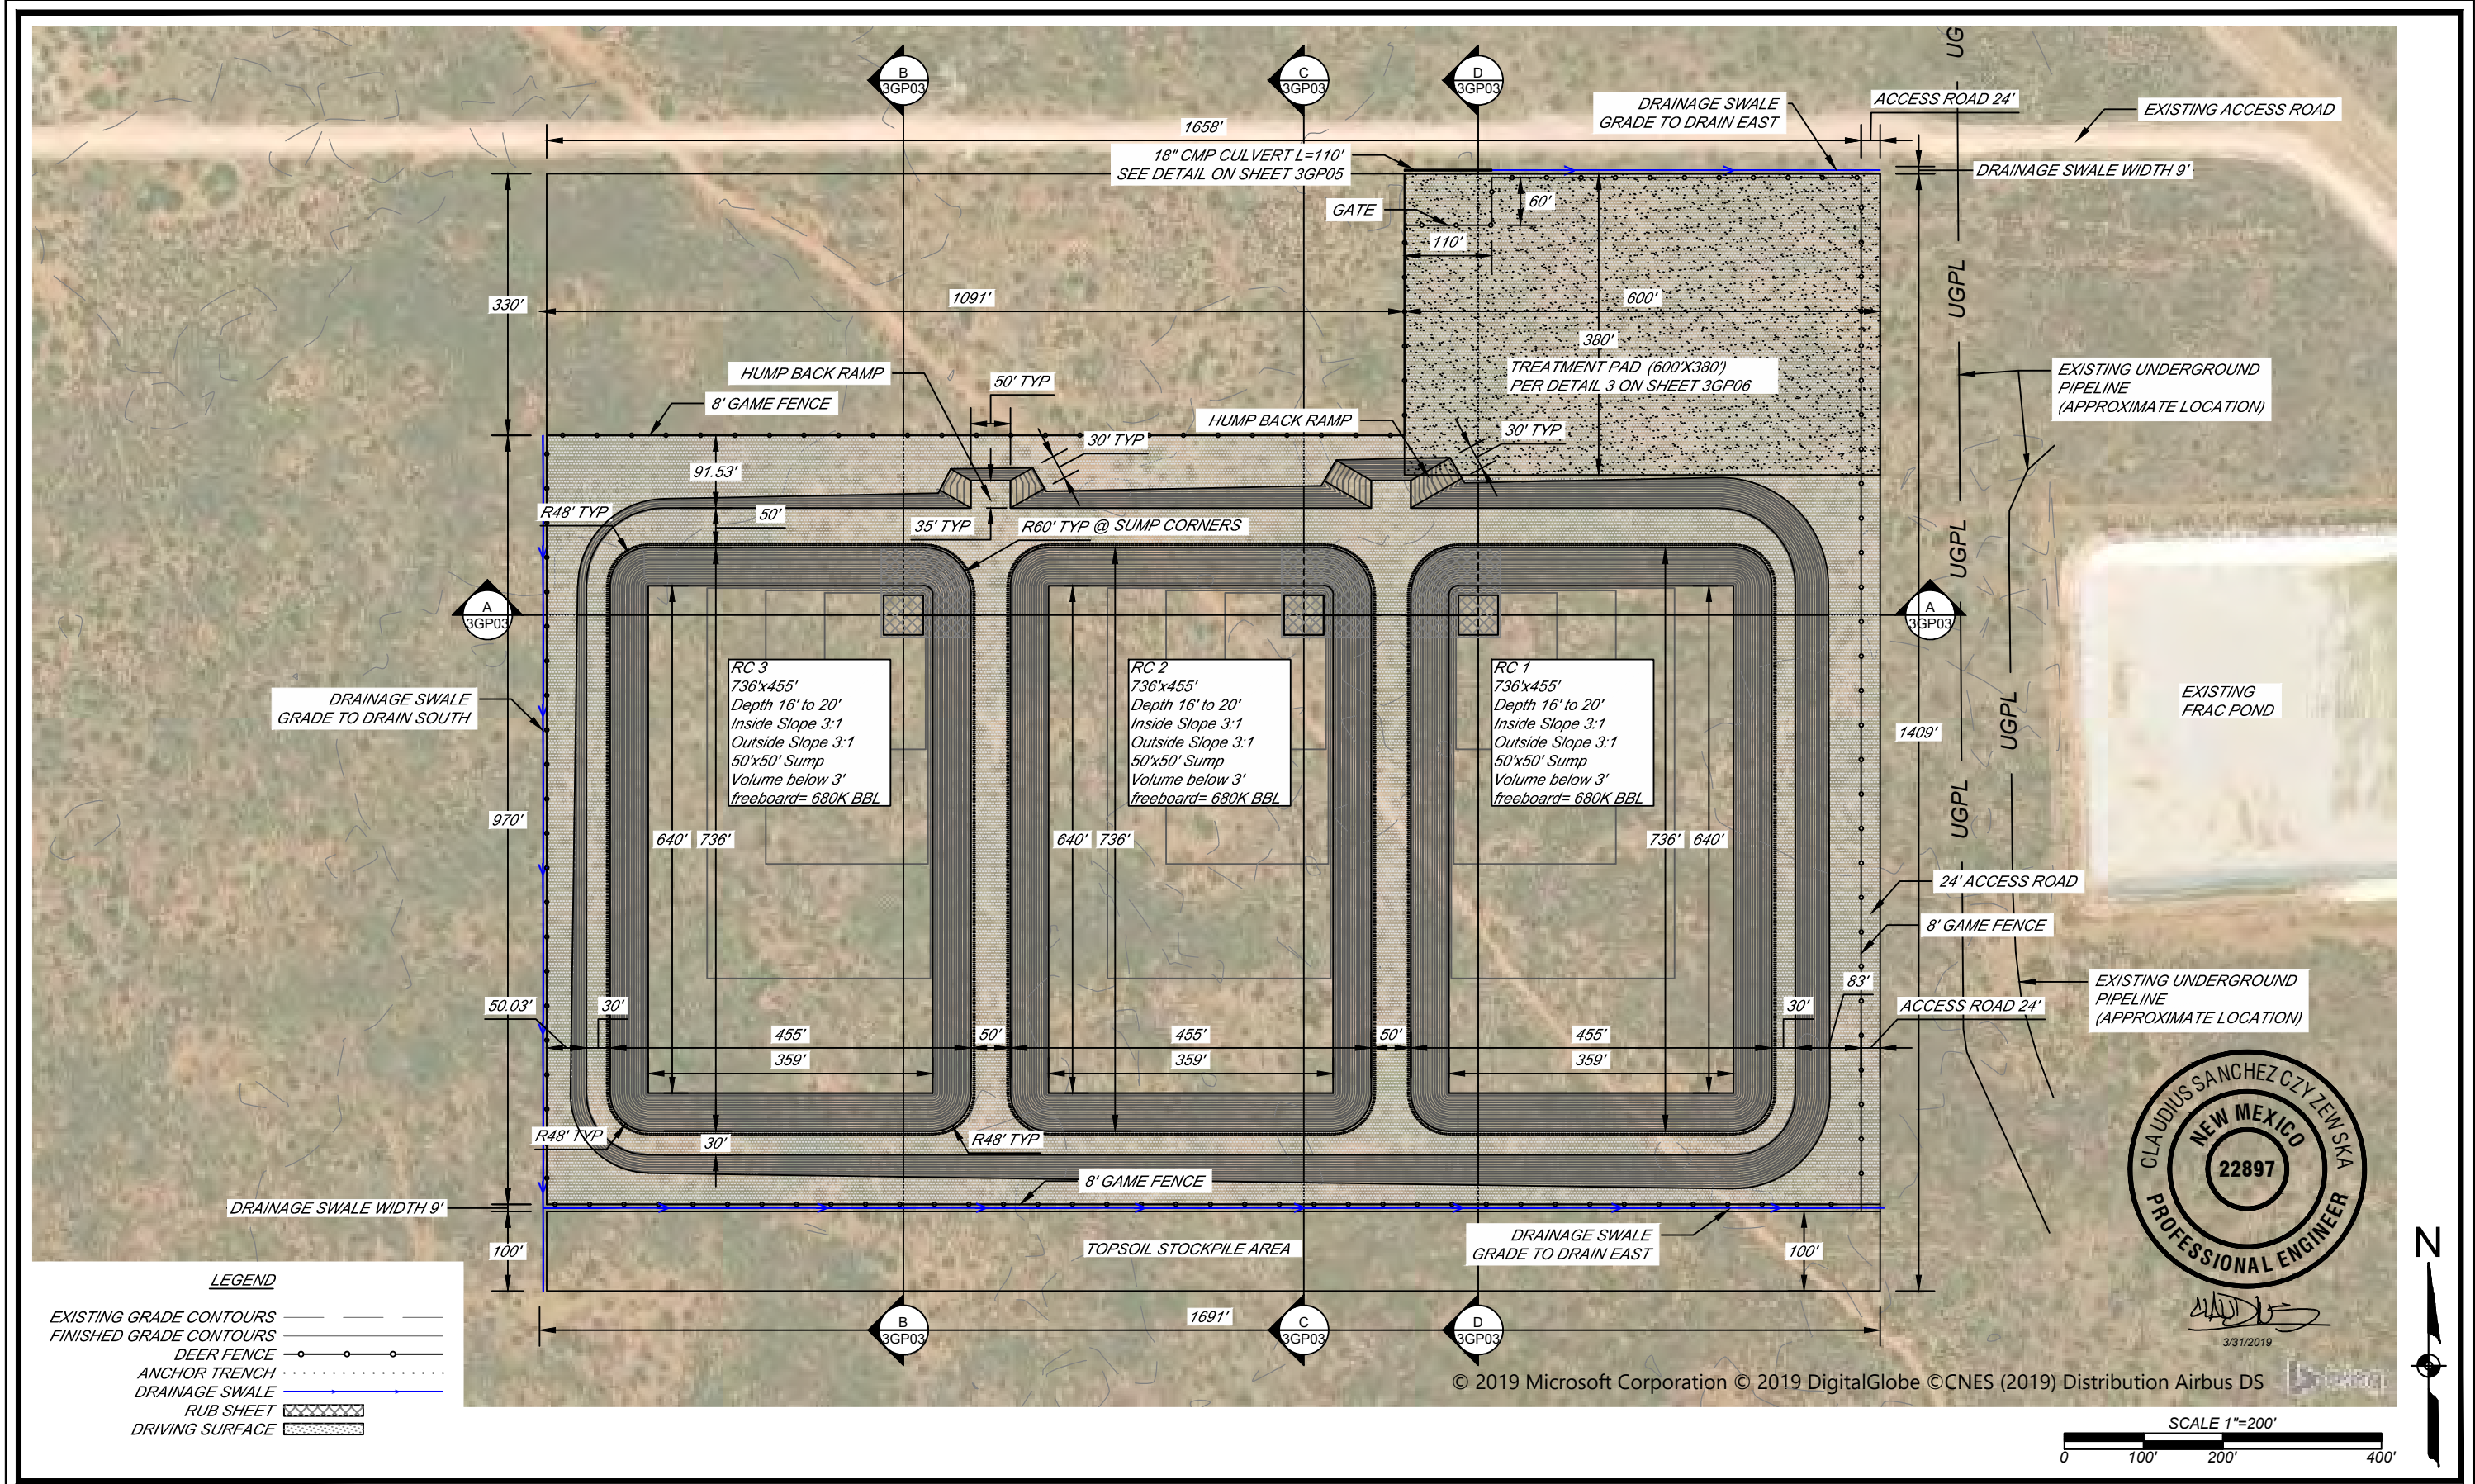 B
3GP03
C
3GP03
D
3GP03
UG
DRAINAGE SWALE
GRADE TO DRAIN EAST
ACCESS ROAD 24'
EXISTING ACCESS ROAD
1658'
18" CMP CULVERT L=110'
SEE DETAIL ON SHEET 3GP05
DRAINAGE SWALE WIDTH 9'
GATE
60'
110'
UGPL
330'
1091'
600'
380'
TREATMENT PAD (600'X380')
PER DETAIL 3 ON SHEET 3GP06
EXISTING UNDERGROUND
PIPELINE
(APPROXIMATE LOCATION)
HUMP BACK RAMP
50' TYP
8' GAME FENCE
HUMP BACK RAMP
30' TYP
30' TYP
91.53'
R48' TYP
50'
35' TYP
R60' TYP @ SUMP CORNERS
UGPL
A
3GP03
A
3GP03
RC 3
736'x455'
Depth 16' to 20'
Inside Slope 3:1
Outside Slope 3:1
50'x50' Sump
Volume below 3'
freeboard= 680K BBL
RC 2
736'x455'
Depth 16' to 20'
Inside Slope 3:1
Outside Slope 3:1
50'x50' Sump
Volume below 3'
freeboard= 680K BBL
RC 1
736'x455'
Depth 16' to 20'
Inside Slope 3:1
Outside Slope 3:1
50'x50' Sump
Volume below 3'
freeboard= 680K BBL
DRAINAGE SWALE
GRADE TO DRAIN SOUTH
EXISTING
FRAC POND
1409'
UGPL
UGPL
970'
640' 736'
640' 736'
736' 640'
24' ACCESS ROAD
8' GAME FENCE
83'
EXISTING UNDERGROUND
PIPELINE
(APPROXIMATE LOCATION)
50.03'
30'
30'
ACCESS ROAD 24'
455'
50'
455'
50'
455'
359'
359'
359'
R48' TYP
30'
R48' TYP
8' GAME FENCE
DRAINAGE SWALE WIDTH 9'
100'
TOPSOIL STOCKPILE AREA
DRAINAGE SWALE
GRADE TO DRAIN EAST
100'
CLAUDIUS SANCHEZ CZYZEWSKA
NEW MEXICO
22897
PROFESSIONAL ENGINEER
3/31/2019
N
1691'
B
3GP03
C
3GP03
D
3GP03
LEGEND
EXISTING GRADE CONTOURS
FINISHED GRADE CONTOURS
DEER FENCE
ANCHOR TRENCH
DRAINAGE SWALE
RUB SHEET
DRIVING SURFACE
© 2019 Microsoft Corporation © 2019 DigitalGlobe ©CNES (2019) Distribution Airbus DS
SCALE 1"=200'
0 100' 200' 400'